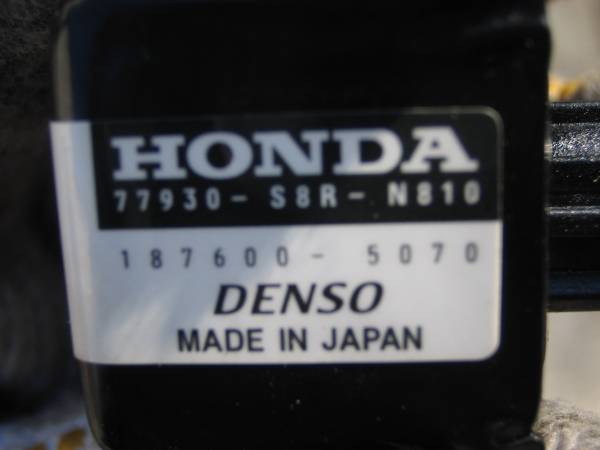 HONDA
77930-S8R-N810
187600-5070
DENSO
MADE IN JAPAN